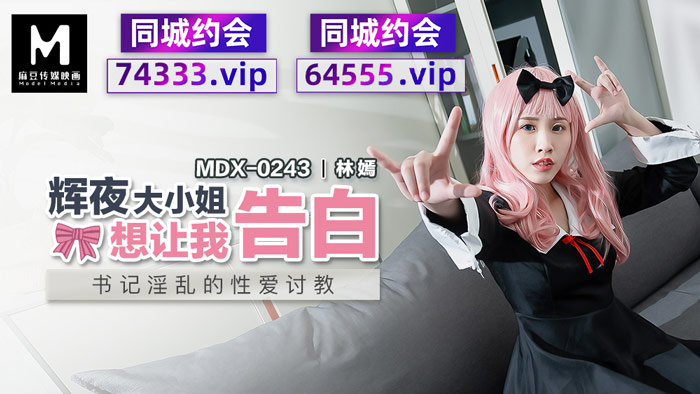 麻豆传媒映画
Model Media
同城约会
74333.vip
同城约会
64555.vip
MDX-0243 | 林嫣
辉夜大小姐
想让我告白
书记淫乱的性爱讨教